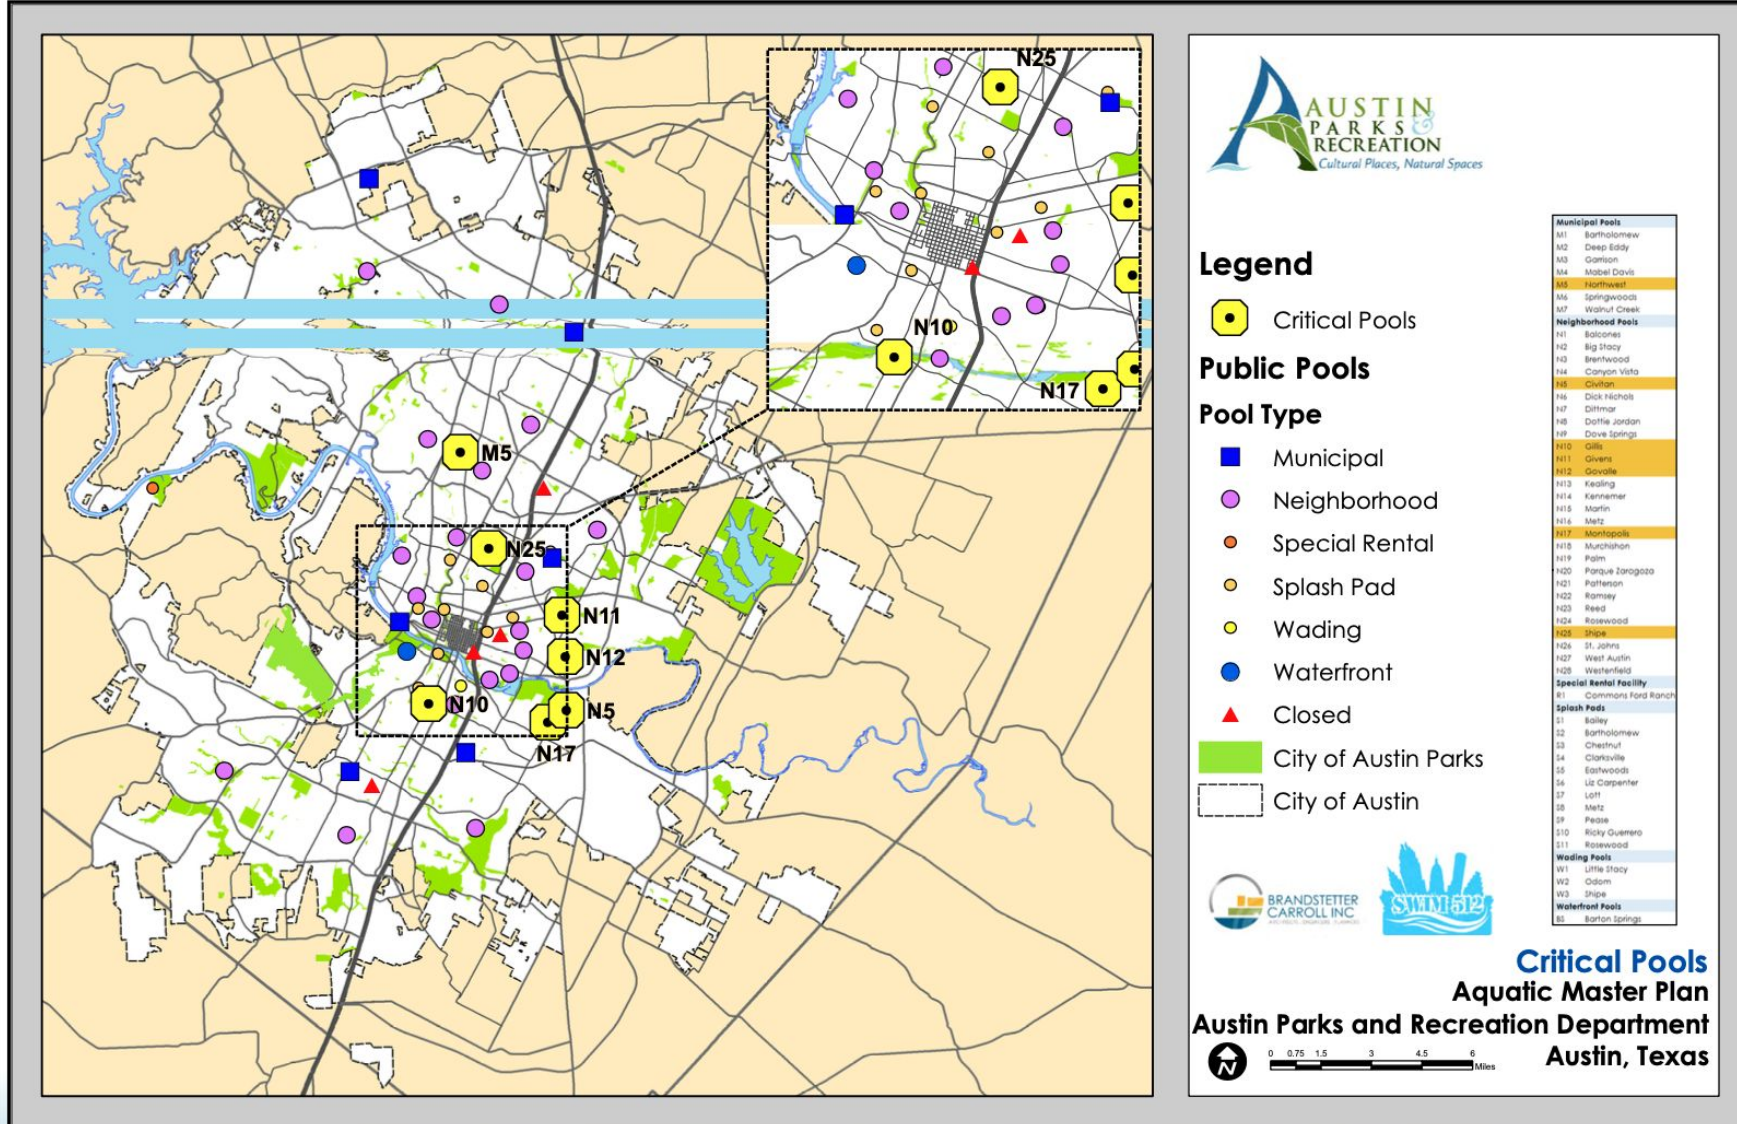 N25
N10
N17
M5
N25
N11
N12
N10
N5
N17
AUSTIN
PARKS &
RECREATION
Cultural Places, Natural Spaces
Legend
Critical Pools
Public Pools
Pool Type
Municipal
Neighborhood
Special Rental
Splash Pad
Wading
Waterfront
Closed
City of Austin Parks
City of Austin
Municipal Pools
M1 Bartholomew
M2 Deep Eddy
M3 Garrison
M4 Mabel Davis
M5 Northwest
M6 Springwoods
M7 Walnut Creek
Neighborhood Pools
N1 Balcones
N2 Big Stacy
N3 Brentwood
N4 Canyon Vista
N5 Civitan
N6 Dick Nichols
N7 Dittmar
N8 Dottie Jordan
N9 Dove Springs
N10 Gillis
N11 Givens
N12 Govalle
N13 Kealing
N14 Kennemer
N15 Martin
N16 Metz
N17 Montopolis
N18 Murchishon
N19 Palm
N20 Parque Zaragoza
N21 Patterson
N22 Ramsey
N23 Reed
N24 Rosewood
N25 Shipe
N26 St. Johns
N27 West Austin
N28 Westenfield
Special Rental Facility
R1 Commons Ford Ranch
Splash Pads
S1 Bailey
S2 Bartholomew
S3 Chestnut
S4 Clarksville
S5 Eastwoods
S6 Liz Carpenter
S7 Lott
S8 Metz
S9 Pease
S10 Ricky Guerrero
S11 Rosewood
Wading Pools
W1 Little Stacy
W2 Odom
W3 Shipe
Waterfront Pools
BS Barton Springs
BRANDSTETTER
CARROLL INC
SWIM 512
Critical Pools
Aquatic Master Plan
Austin Parks and Recreation Department
Austin, Texas
N
0 0.75 1.5 3 4.5 6
Miles